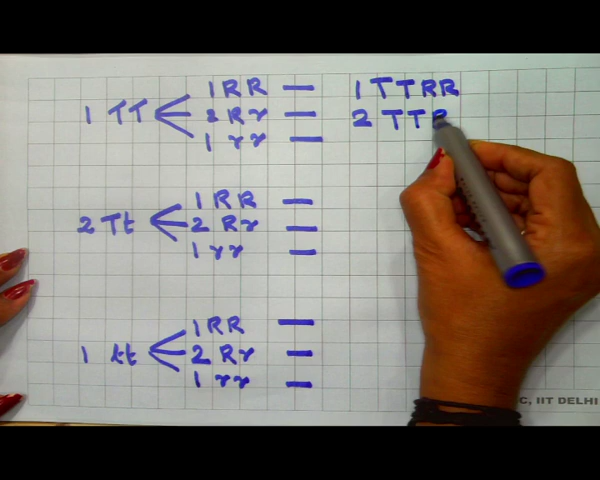 1 RR — 1 TTRR
1 TT 2 Rr — 2 TTR
1 rr —
1 RR —
2 Tt 2 Rr —
1 rr —
1 RR —
1 tt 2 Rr —
1 rr —
C, IIT DELHI